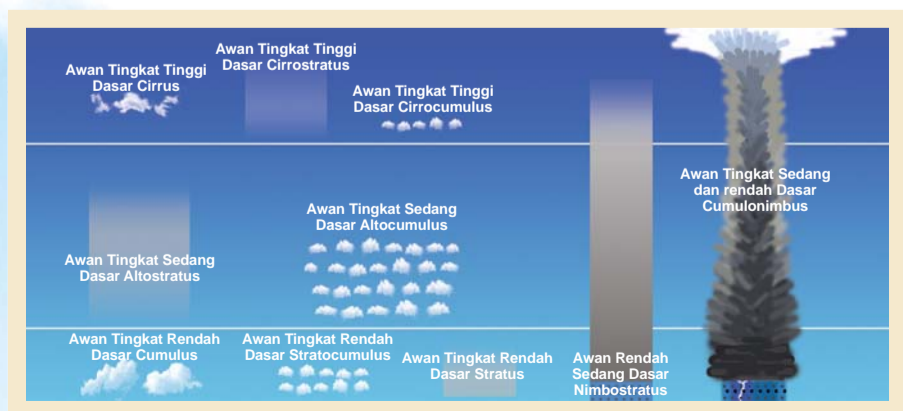 Awan Tingkat Tinggi
Dasar Cirrus
Awan Tingkat Tinggi
Dasar Cirrostratus
Awan Tingkat Tinggi
Dasar Cirrocumulus
Awan Tingkat Sedang
dan rendah Dasar
Cumulonimbus
Awan Tingkat Sedang
Dasar Altocumulus
Awan Tingkat Sedang
Dasar Altostratus
Awan Tingkat Rendah
Dasar Cumulus
Awan Tingkat Rendah
Dasar Stratocumulus
Awan Tingkat Rendah
Dasar Stratus
Awan Rendah
Sedang Dasar
Nimbostratus